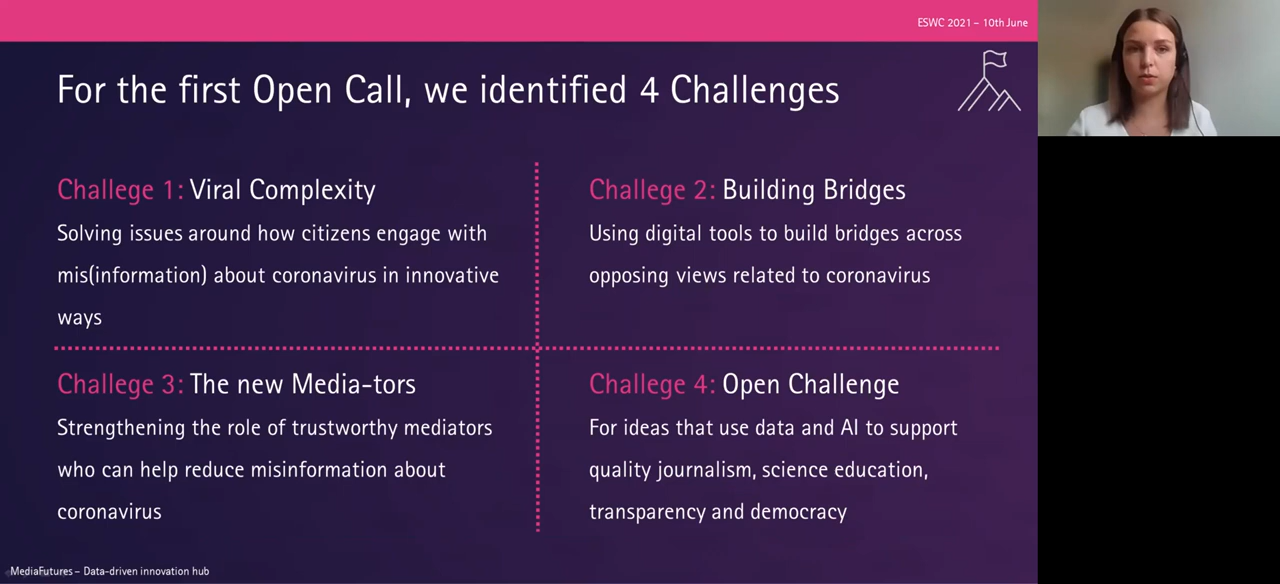 ESWC 2021 – 10th June
For the first Open Call, we identified 4 Challenges
Challege 1: Viral Complexity
Solving issues around how citizens engage with
mis(information) about coronavirus in innovative
ways
Challege 2: Building Bridges
Using digital tools to build bridges across
opposing views related to coronavirus
Challege 3: The new Media-tors
Strengthening the role of trustworthy mediators
who can help reduce misinformation about
coronavirus
Challege 4: Open Challenge
For ideas that use data and AI to support
quality journalism, science education,
transparency and democracy
MediaFutures – Data-driven innovation hub